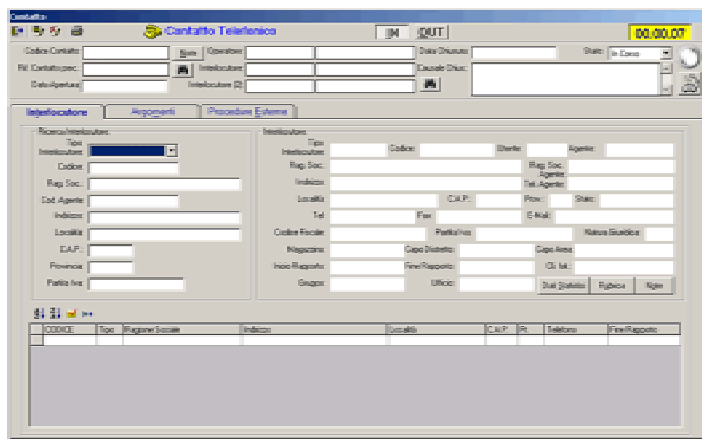 Contatto
Contatto Telefonico IN OUT 00:00:07
Codice Contatto: Note Operatore: Data Chiusura: Stato: In Corso
Rif. Contatto prec.: Interlocutore: Causale Chius.:
Data Apertura: Interlocutore (2):
Interlocutore Argomenti Procedure Esterne
Ricerca Interlocutore Interlocutore
Tipo Interlocutore: Tipo Interlocutore: Codice: Utente: Agente:
Codice: Rag. Soc.: Rag. Soc. Agente:
Rag. Soc.: Indirizzo: Tel. Agente:
Cod. Agente: Località: C.A.P.: Prov.: Stato:
Indirizzo: Tel: Fax: E-Mail:
Località: Codice Fiscale: Partita Iva: Natura Giuridica:
C.A.P.: Magazzino: Capo Distretto: Capo Area:
Provincia: Inizio Rapporto: Fine Rapporto:
Partita Iva: Gruppo: Ufficio: Dati Statistici Rubrica Note
CODICE Tipo Ragione Sociale Indirizzo Località C.A.P. Pr. Telefono Fine Rapporto